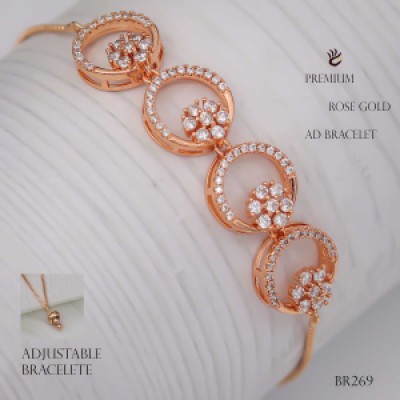 PREMIUM
ROSE GOLD
AD BRACELET
ADJUSTABLE
BRACELETE
BR269